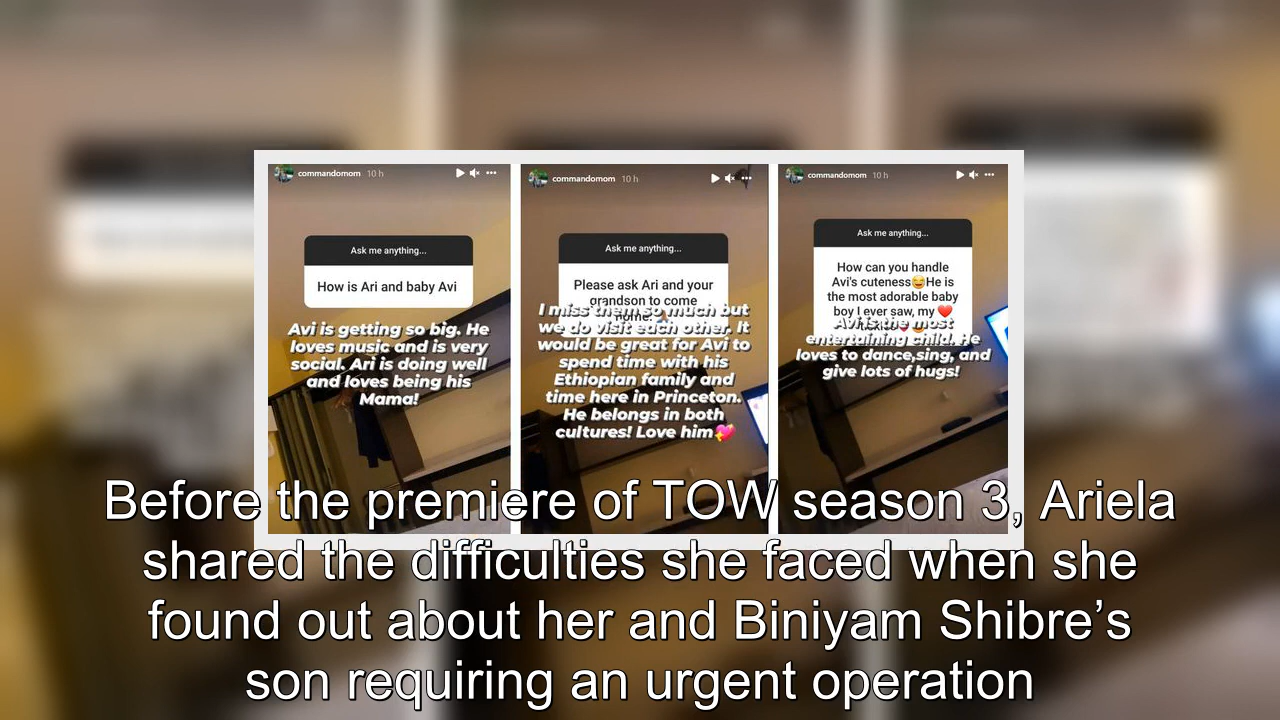 commandomom 10 h
Ask me anything...
How is Ari and baby Avi
Avi is getting so big. He
loves music and is very
social. Ari is doing well
and loves being his
Mama!
commandomom 10 h
Ask me anything...
Please ask Ari and your
grandson to come
home.
I miss them so much but
we do visit each other. It
would be great for Avi to
spend time with his
Ethiopian family and
time here in Princeton.
He belongs in both
cultures! Love him💖
commandomom 10 h
Ask me anything...
How can you handle
Avi's cuteness😅He is
the most adorable baby
boy I ever saw, my ❤️
Avi is the most
entertaining child. He
loves to dance,sing, and
give lots of hugs!
Before the premiere of TOW season 3, Ariela
shared the difficulties she faced when she
found out about her and Biniyam Shibre’s
son requiring an urgent operation